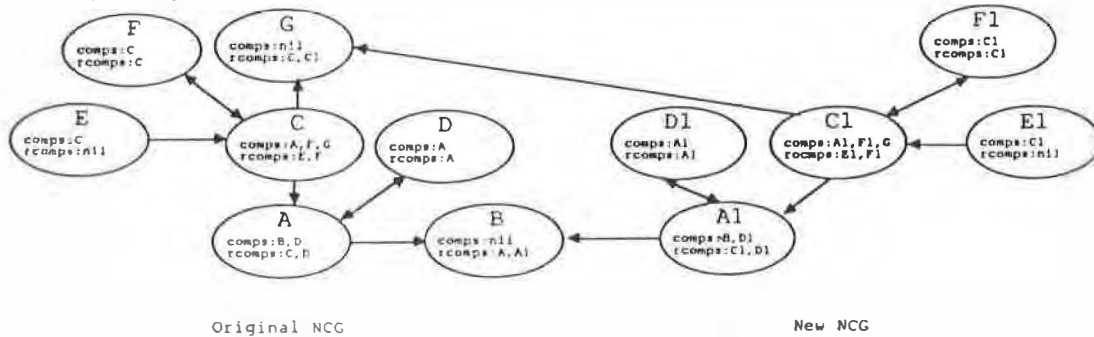 F
comps:C
rcomps:C
G
comps:nil
rcomps:C,C1
F1
comps:C1
rcomps:C1
E
comps:C
rcomps:nil
C
comps:A,F,G
rcomps:E,F
D
comps:A
rcomps:A
D1
comps:A1
rcomps:A1
C1
comps:A1,F1,G
rocmps:E1,F1
E1
comps:C1
rcomps:nil
A
comps:B,D
rcomps:C,D
B
comps:nil
rcomps:A,A1
A1
comps:B,D1
rcomps:C1,D1
Original NCG
New NCG